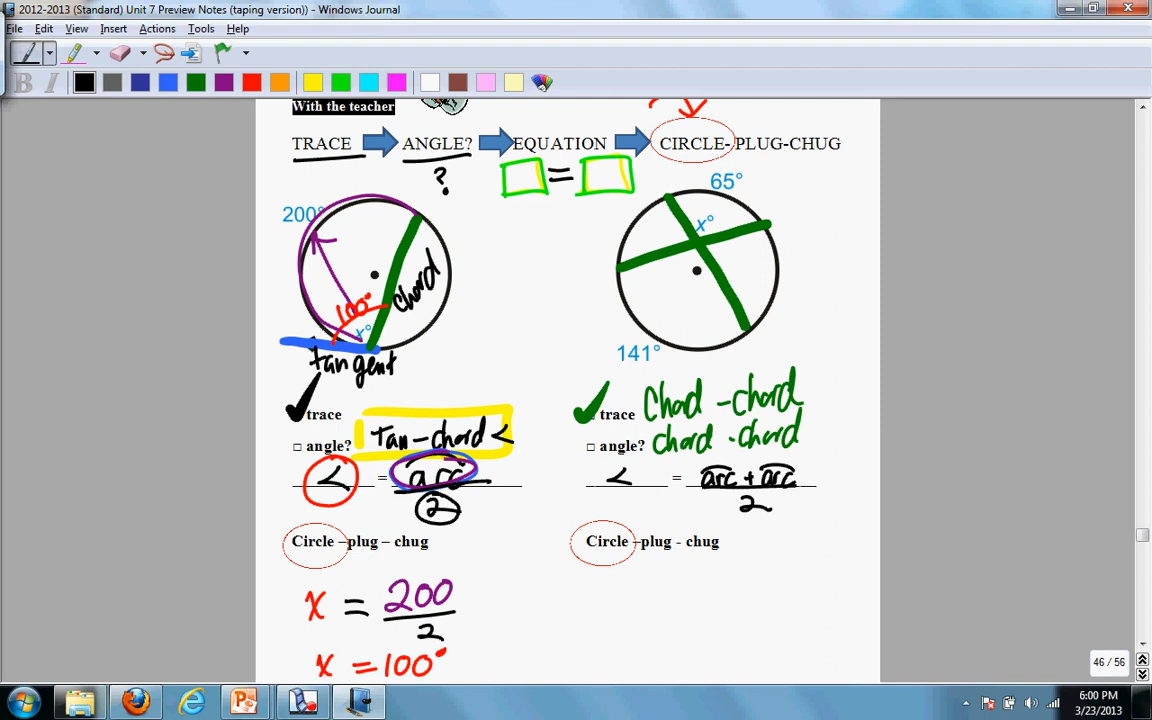 2012-2013 (Standard) Unit 7 Preview Notes (taping version)) - Windows Journal
File Edit View Insert Actions Tools Help
B I
With the teacher
TRACE ANGLE? EQUATION CIRCLE- PLUG-CHUG
? =
200° 65°
x°
chord
100°
x°
tangent 141°
trace Chad -chord
Tan-chord <
angle? chord -chord
< = arc < = arc + arc
2 2
Circle –plug – chug Circle –plug - chug
x = 200
2
x = 100°
46 / 56
6:00 PM
3/23/2013
trace
angle?